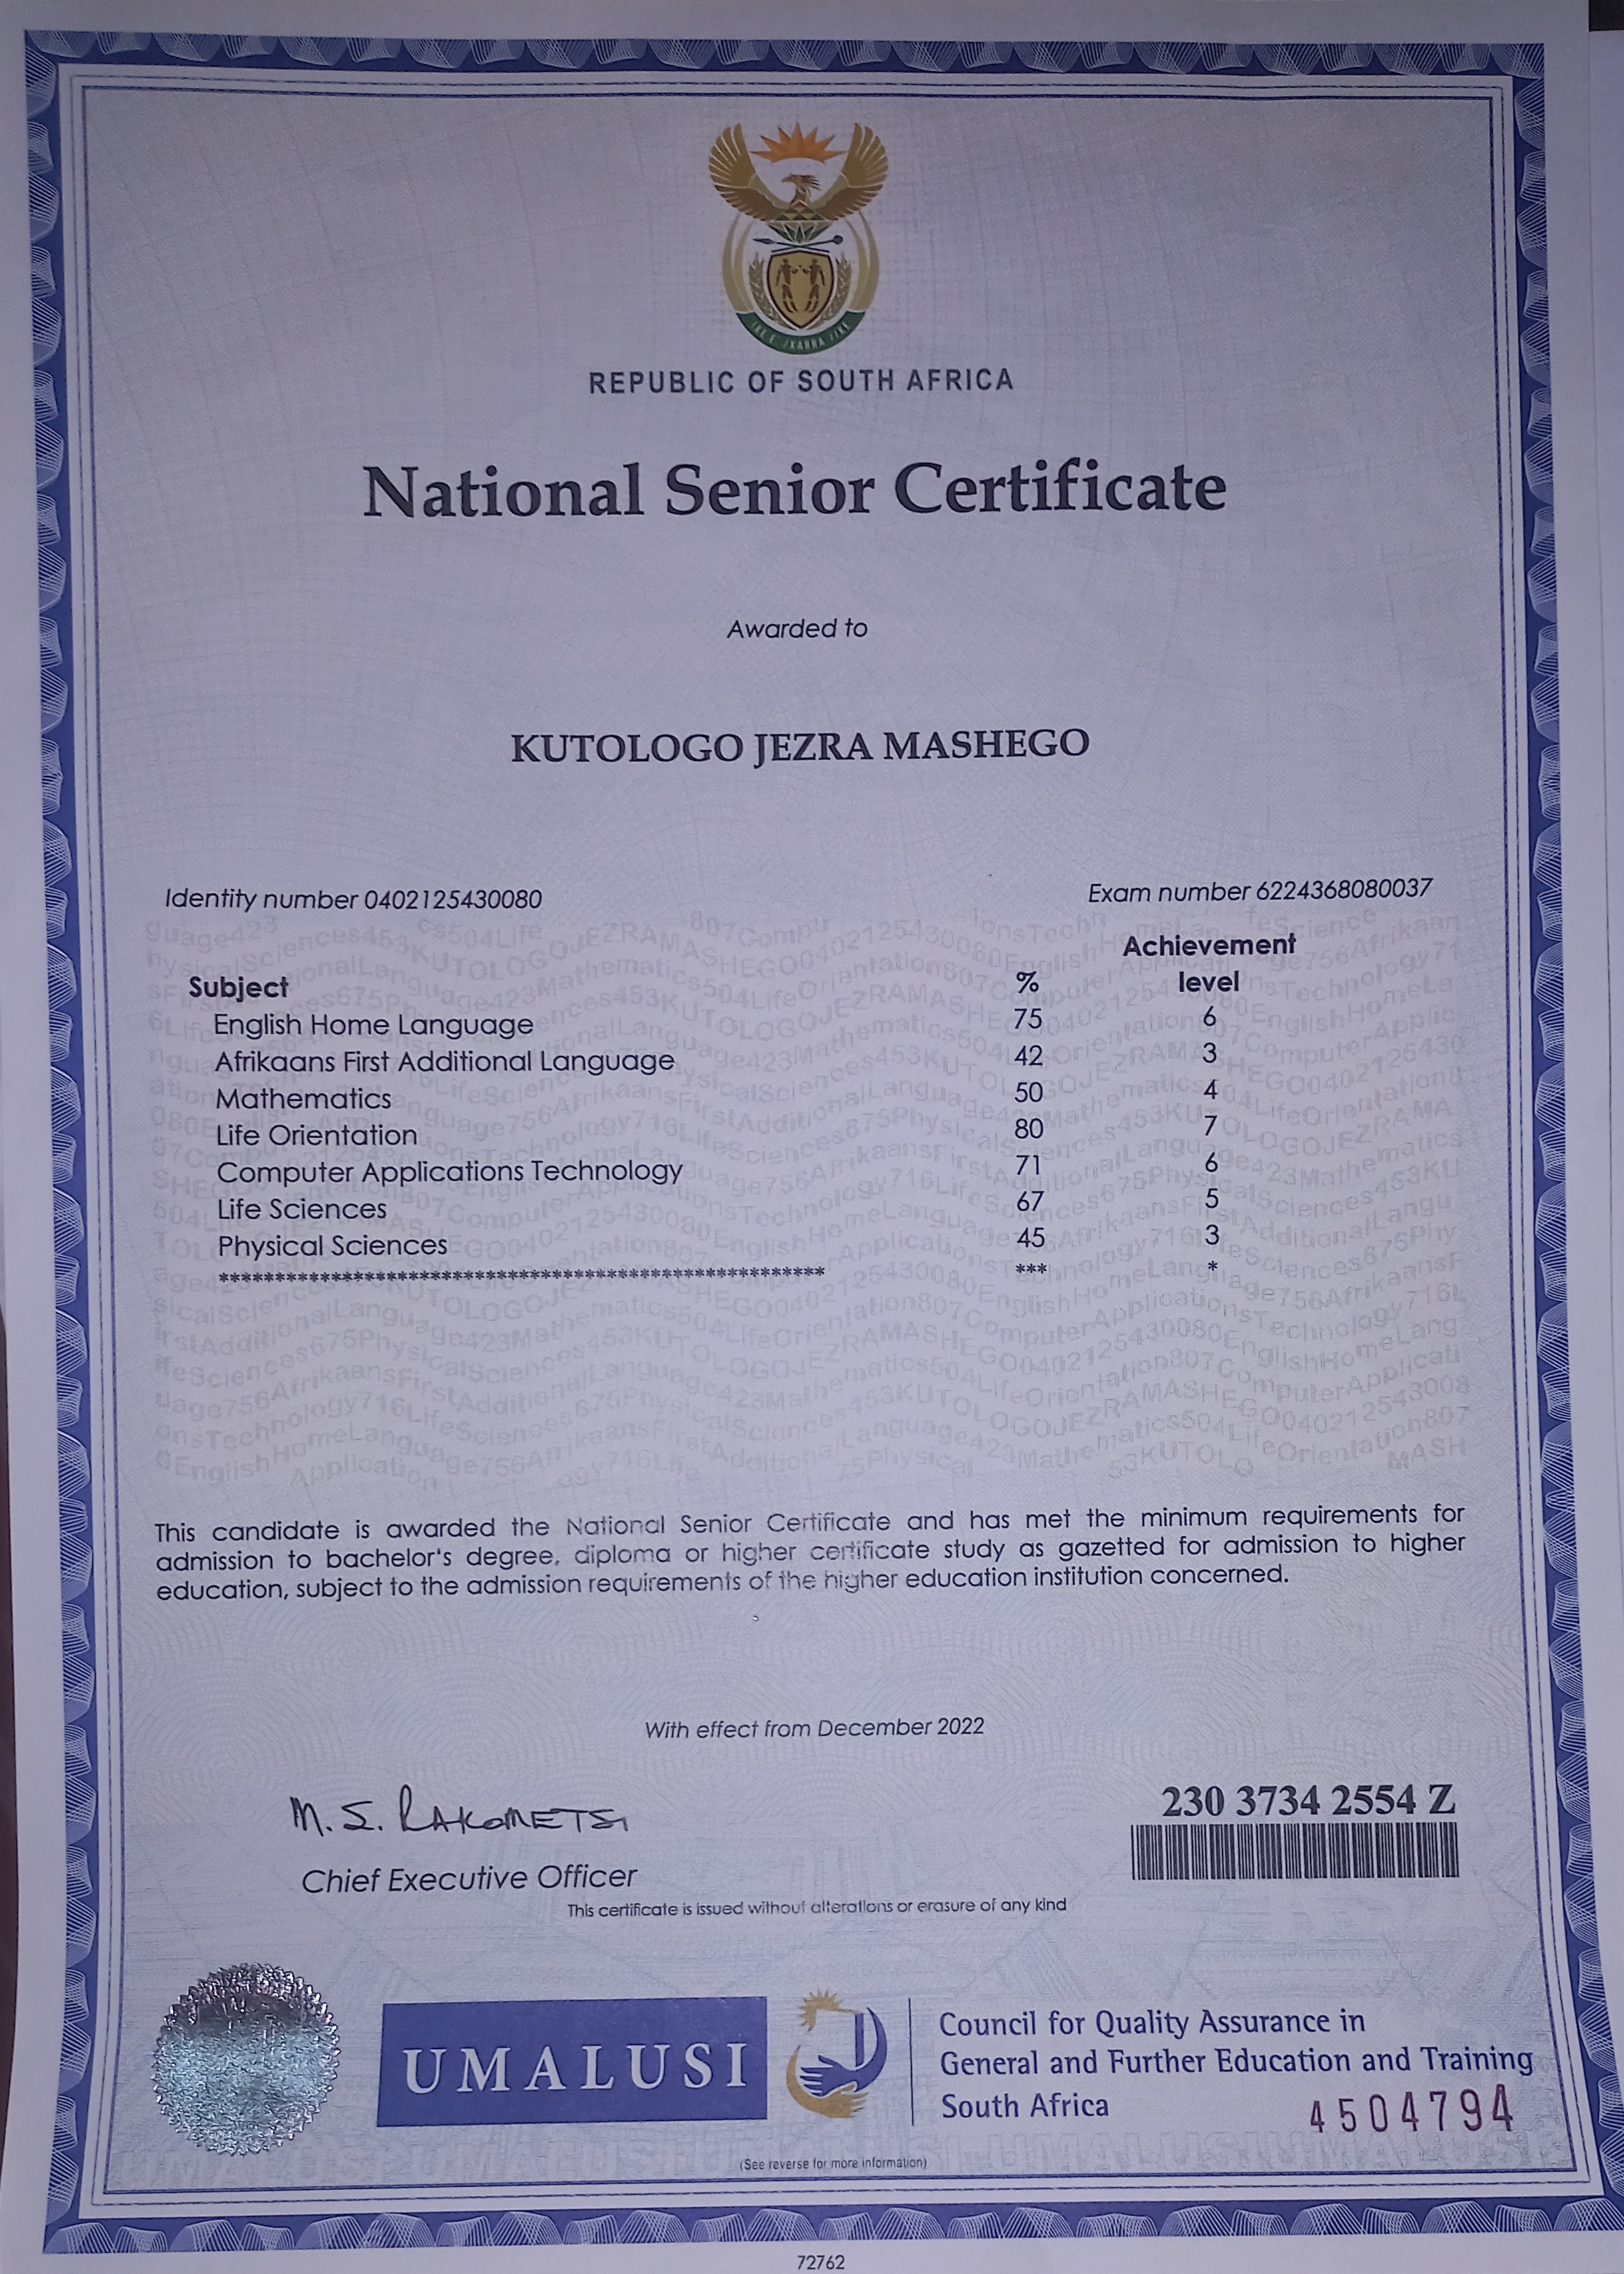 REPUBLIC OF SOUTH AFRICA
National Senior Certificate
Awarded to
KUTOLOGO JEZRA MASHEGO
Identity number 0402125430080
Exam number 6224368080037
Subject % Achievement level
English Home Language 75 6
Afrikaans First Additional Language 42 3
Mathematics 50 4
Life Orientation 80 7
Computer Applications Technology 71 6
Life Sciences 67 5
Physical Sciences 45 3
This candidate is awarded the National Senior Certificate and has met the minimum requirements for
admission to bachelor's degree, diploma or higher certificate study as gazetted for admission to higher
education, subject to the admission requirements of the higher education institution concerned.
With effect from December 2022
M. S. RAKOMETSI
230 3734 2554 Z
Chief Executive Officer
This certificate is issued without alterations or erasure of any kind
UMALUSI
Council for Quality Assurance in
General and Further Education and Training
South Africa
4504794
(See reverse for more information)
72762